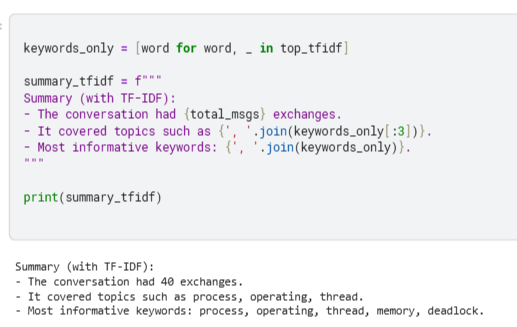 keywords_only = [word for word, _ in top_tfidf]
summary_tfidf = f"""
Summary (with TF-IDF):
- The conversation had {total_msgs} exchanges.
- It covered topics such as {', '.join(keywords_only[:3])}.
- Most informative keywords: {', '.join(keywords_only)}.
"""
print(summary_tfidf)
Summary (with TF-IDF):
- The conversation had 40 exchanges.
- It covered topics such as process, operating, thread.
- Most informative keywords: process, operating, thread, memory, deadlock.